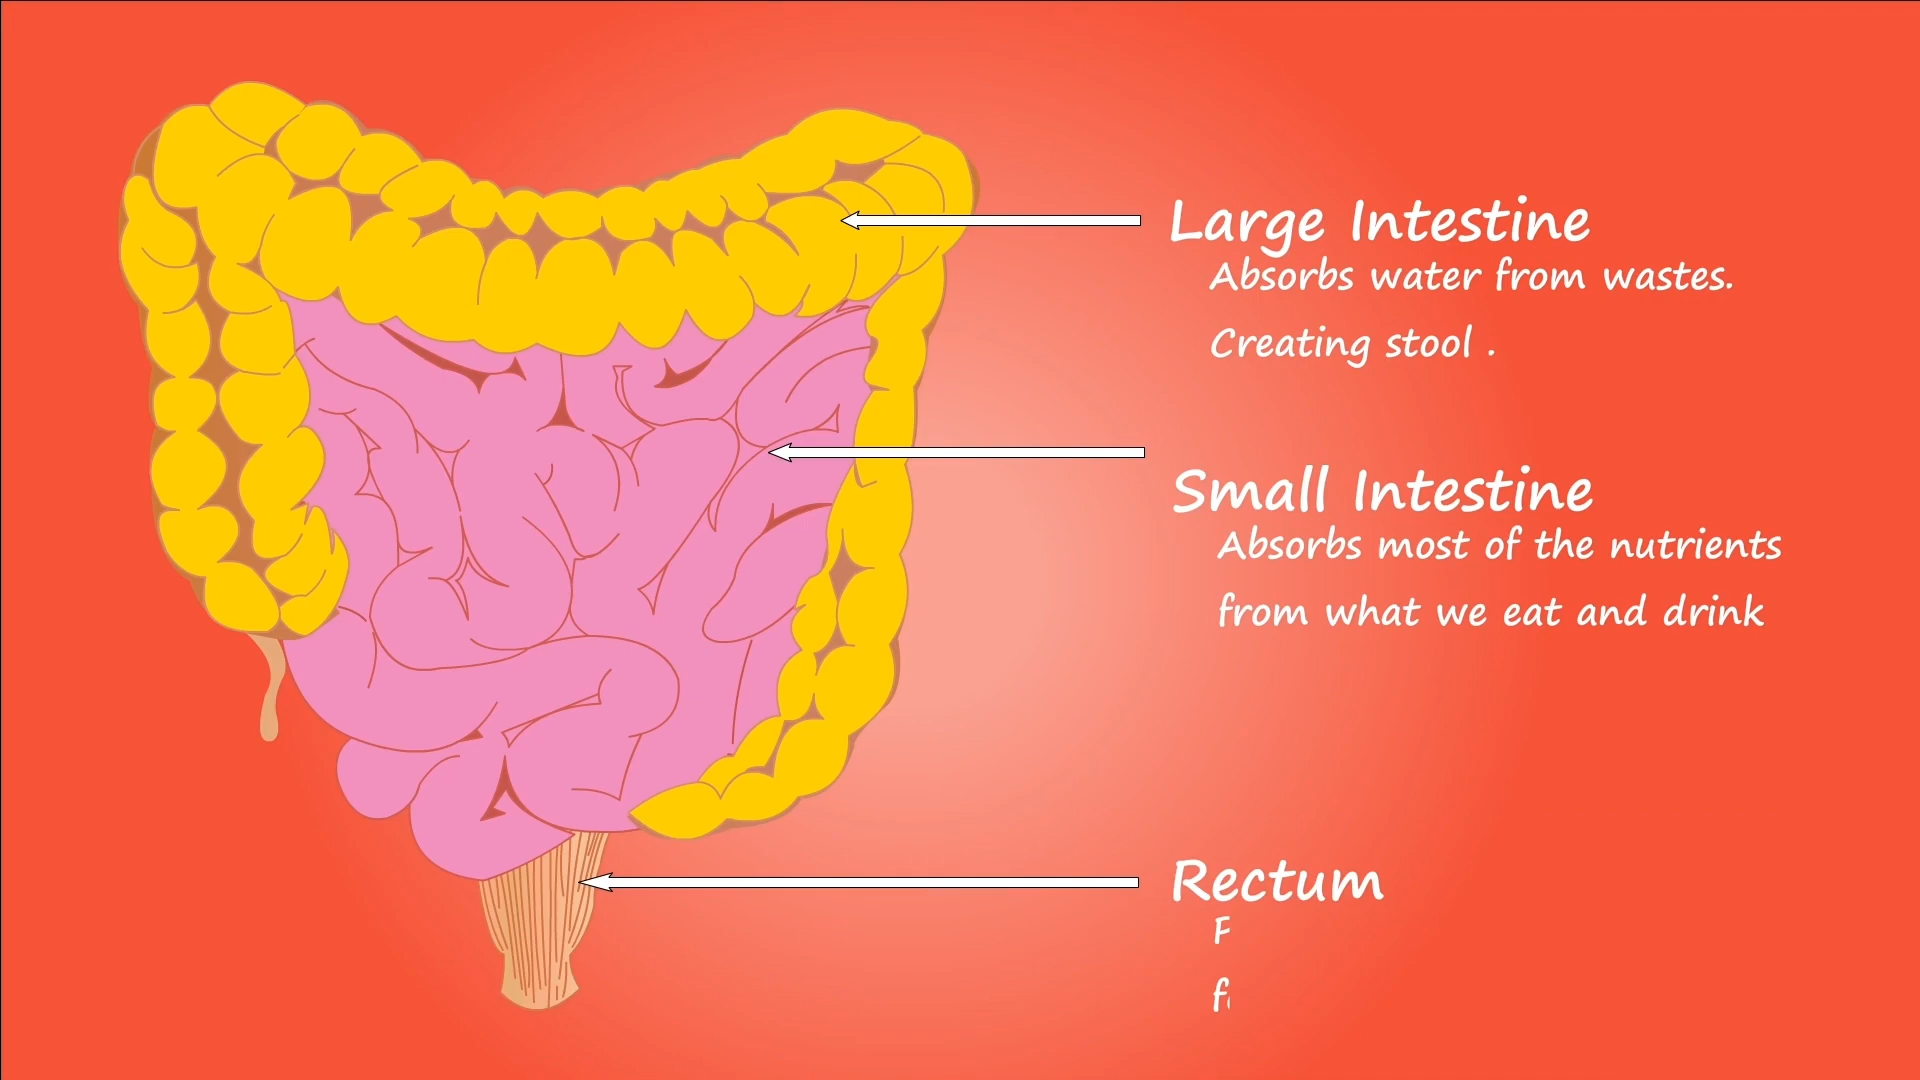 Large Intestine
Absorbs water from wastes.
Creating stool .
Small Intestine
Absorbs most of the nutrients
from what we eat and drink
Rectum
F